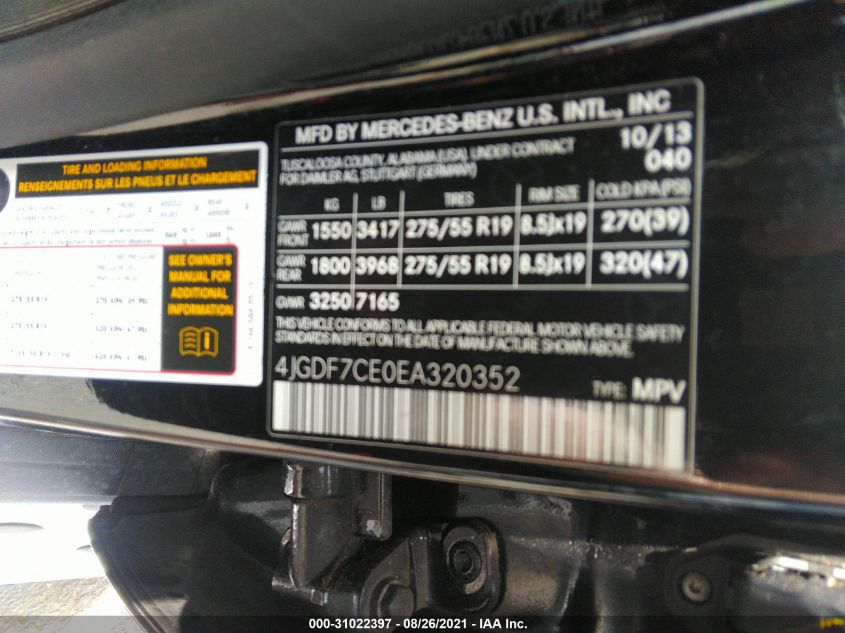 TIRE AND LOADING INFORMATION
RENSEIGNEMENTS SUR LES PNEUS ET LE CHARGEMENT
SEE OWNER'S
MANUAL FOR
ADDITIONAL
INFORMATION
MFD BY MERCEDES-BENZ U.S. INTL., INC
TUSCALOOSA COUNTY, ALABAMA (USA), UNDER CONTRACT 10/13
FOR DAIMLER AG, STUTTGART (GERMANY) 040
KG LB TIRES RIM SIZE COLD KPA(PSI)
GAWR FRONT 1550 3417 275/55 R19 8.5Jx19 270(39)
GAWR REAR 1800 3968 275/55 R19 8.5Jx19 320(47)
GVWR 3250 7165
THIS VEHICLE CONFORMS TO ALL APPLICABLE FEDERAL MOTOR VEHICLE SAFETY
STANDARDS IN EFFECT ON THE DATE OF MANUFACTURE SHOWN ABOVE.
4JGDF7CE0EA320352 TYPE: MPV
000-31022397 - 08/26/2021 - IAA Inc.